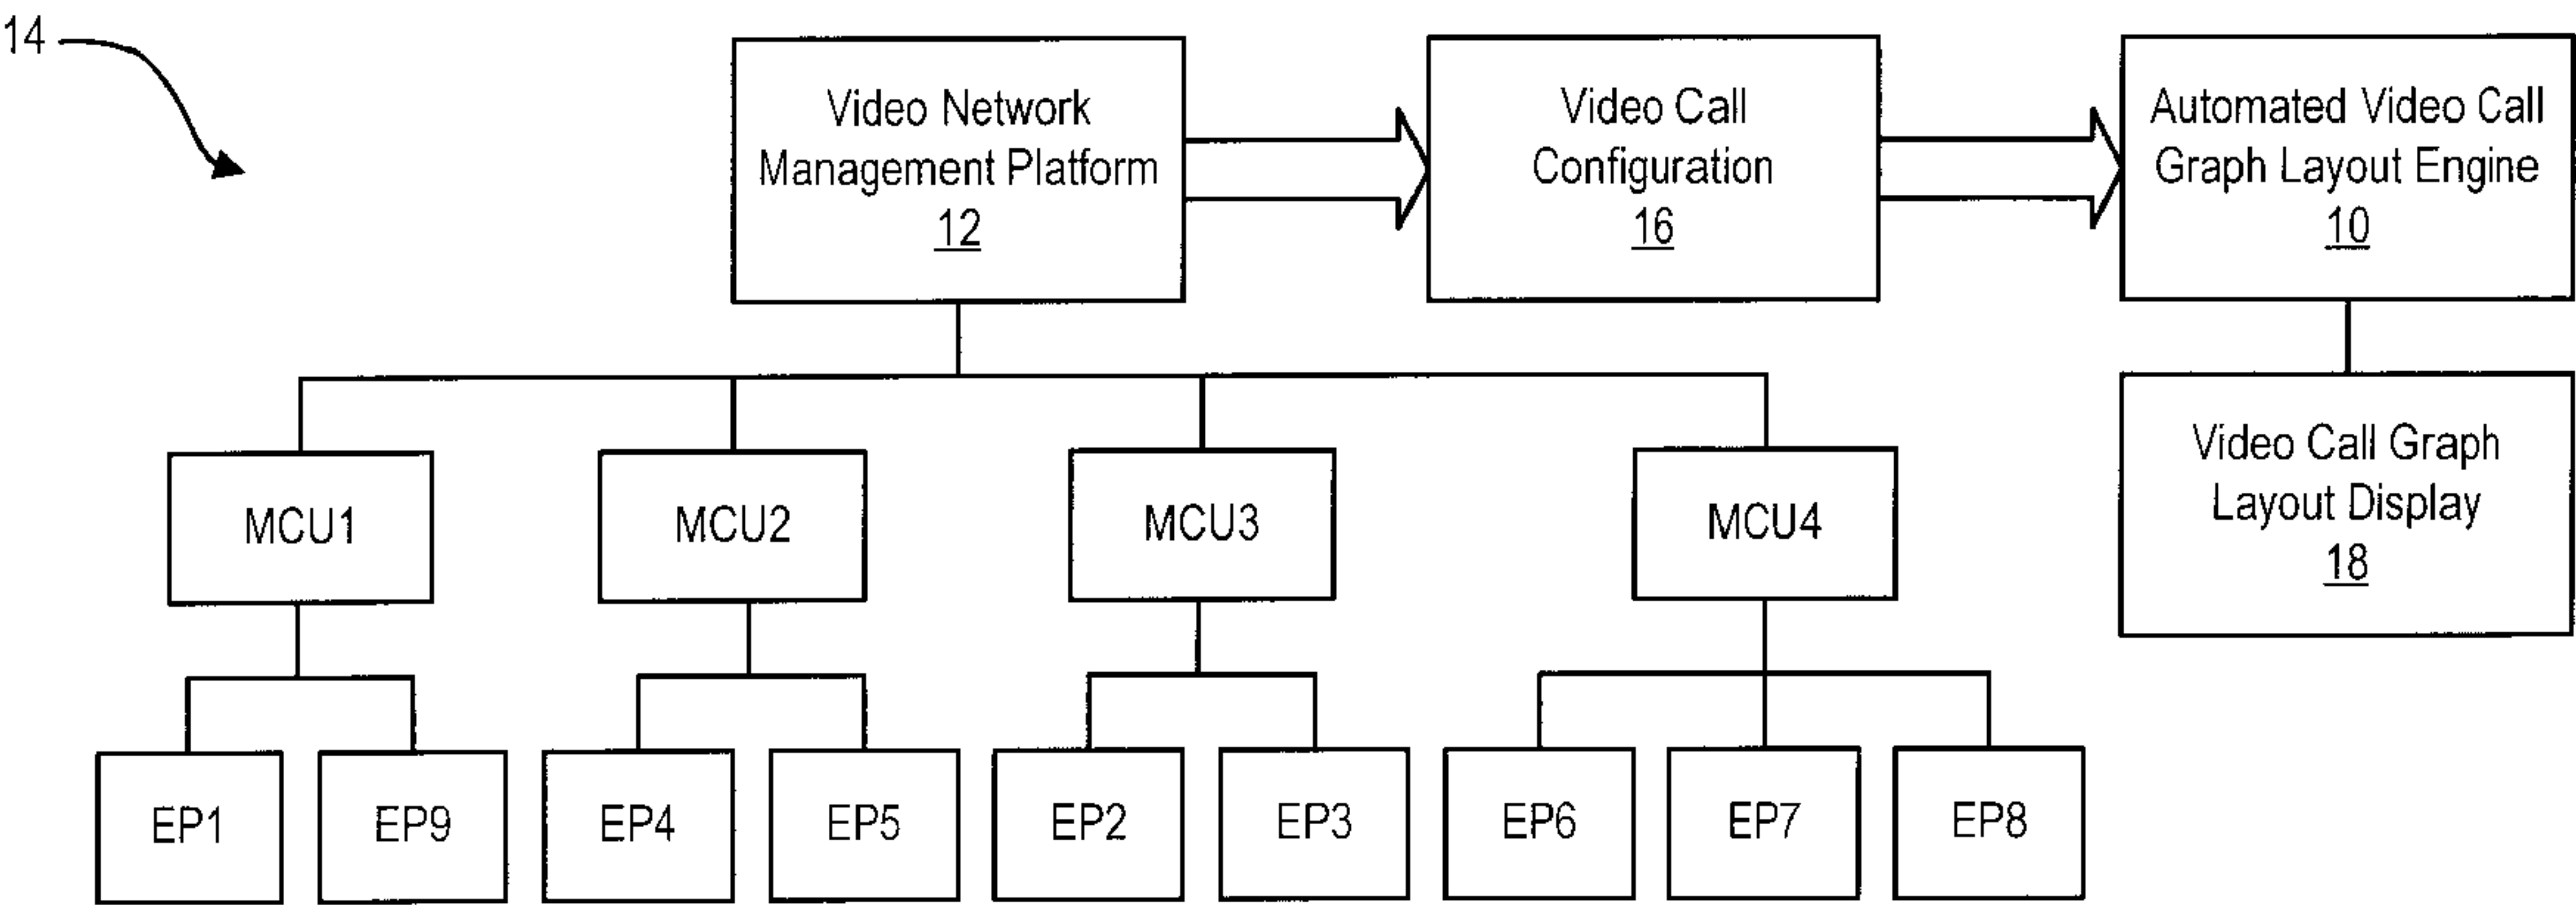 14
Video Network
Management Platform
12
Video Call
Configuration
16
Automated Video Call
Graph Layout Engine
10
Video Call Graph
Layout Display
18
MCU1
MCU2
MCU3
MCU4
EP1
EP9
EP4
EP5
EP2
EP3
EP6
EP7
EP8